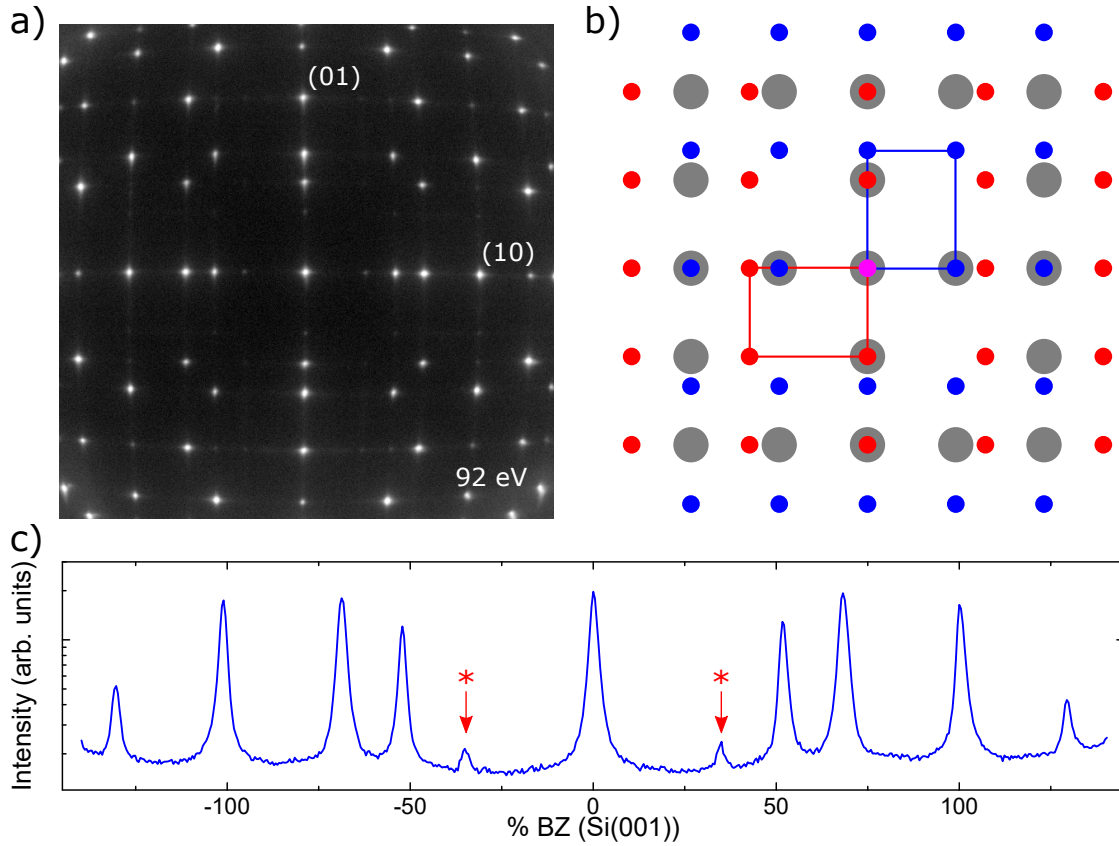 a)
(01)
(10)
92 eV
b)
c)
Intensity (arb. units)
* *
-100 -50 0 50 100
% BZ (Si(001))